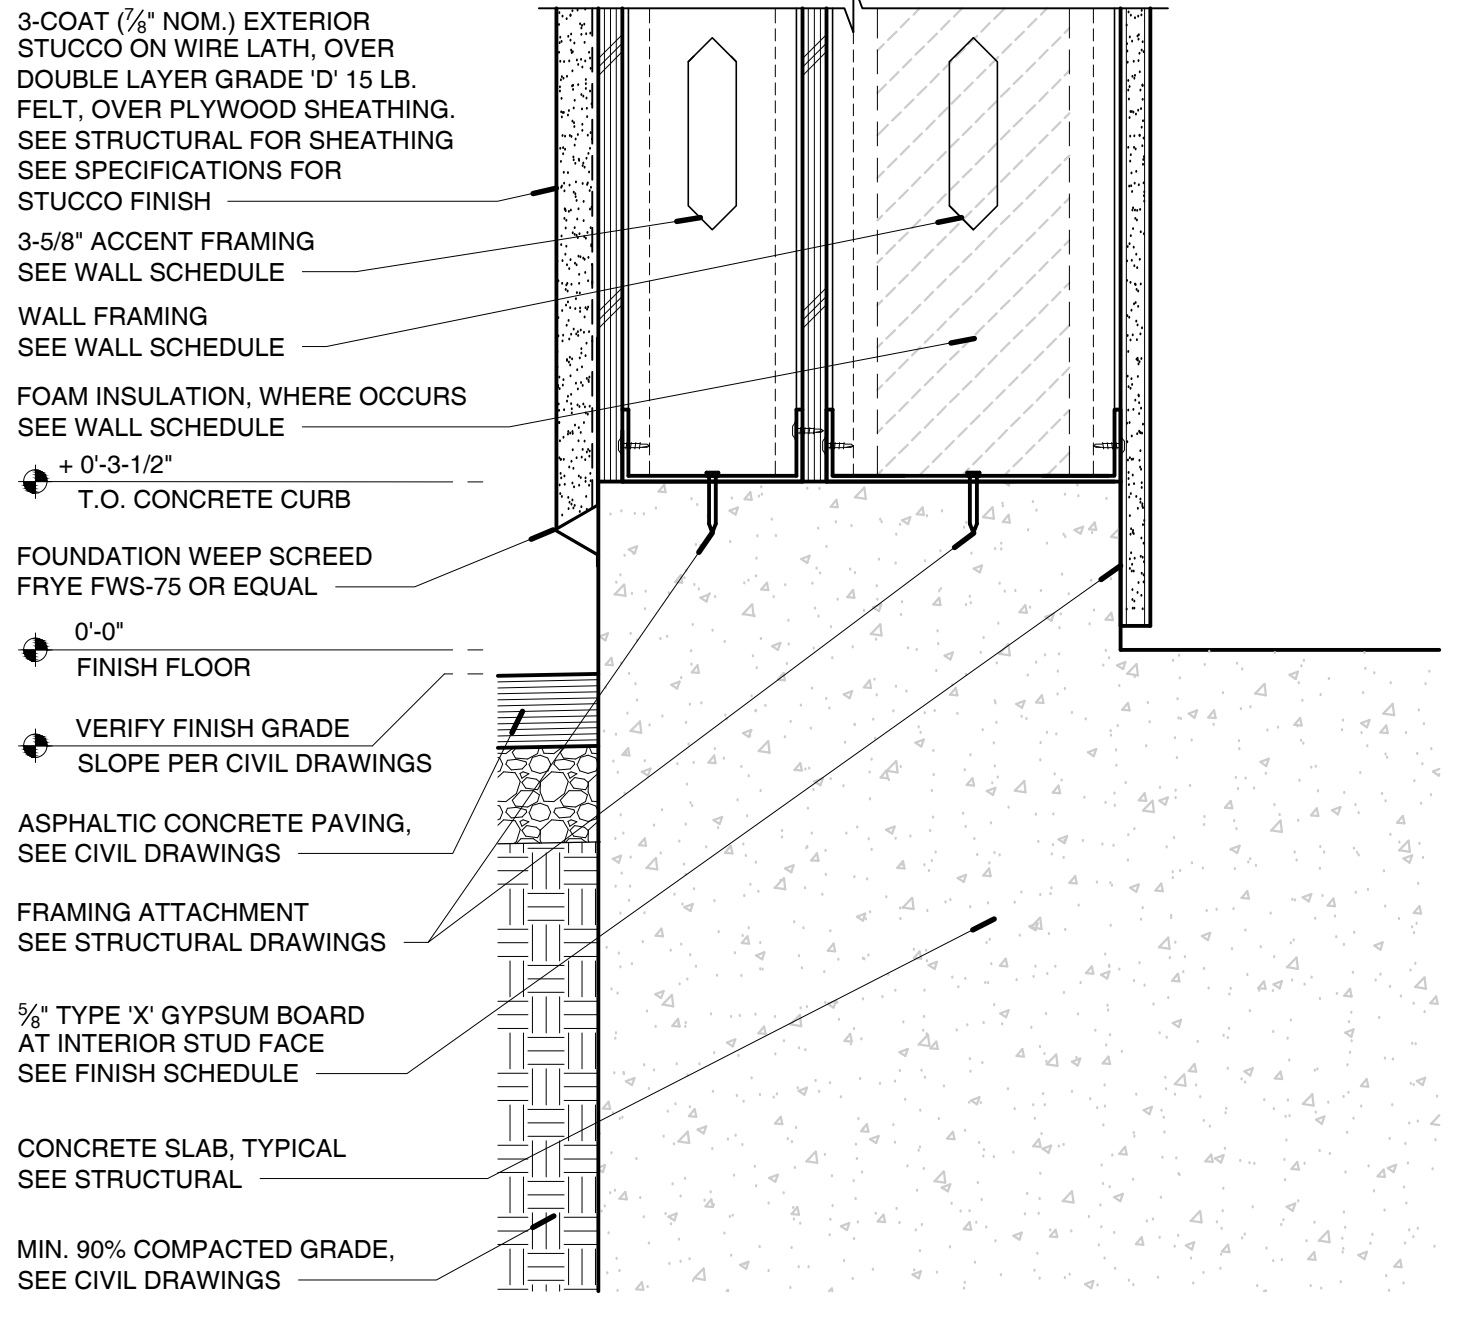 3-COAT (⅞" NOM.) EXTERIOR
STUCCO ON WIRE LATH, OVER
DOUBLE LAYER GRADE 'D' 15 LB.
FELT, OVER PLYWOOD SHEATHING.
SEE STRUCTURAL FOR SHEATHING
SEE SPECIFICATIONS FOR
STUCCO FINISH
3-5/8" ACCENT FRAMING
SEE WALL SCHEDULE
WALL FRAMING
SEE WALL SCHEDULE
FOAM INSULATION, WHERE OCCURS
SEE WALL SCHEDULE
+ 0'-3-1/2"
T.O. CONCRETE CURB
FOUNDATION WEEP SCREED
FRYE FWS-75 OR EQUAL
0'-0"
FINISH FLOOR
VERIFY FINISH GRADE
SLOPE PER CIVIL DRAWINGS
ASPHALTIC CONCRETE PAVING,
SEE CIVIL DRAWINGS
FRAMING ATTACHMENT
SEE STRUCTURAL DRAWINGS
⅝" TYPE 'X' GYPSUM BOARD
AT INTERIOR STUD FACE
SEE FINISH SCHEDULE
CONCRETE SLAB, TYPICAL
SEE STRUCTURAL
MIN. 90% COMPACTED GRADE,
SEE CIVIL DRAWINGS